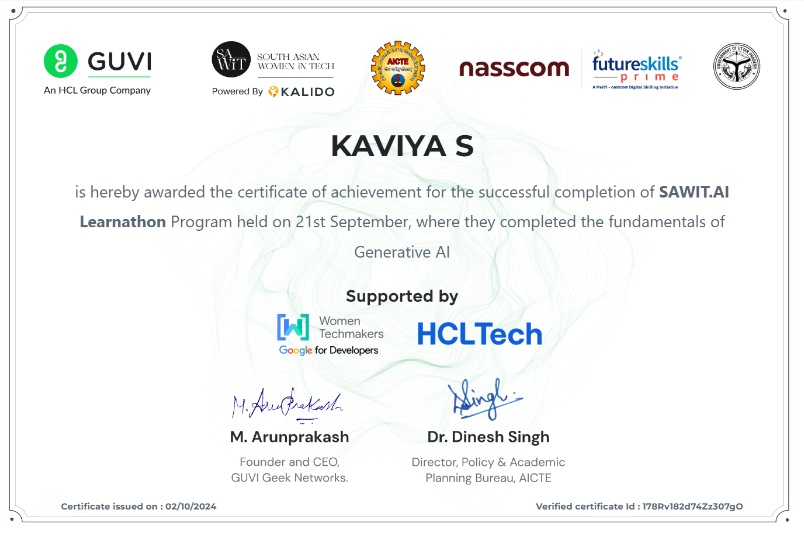 GUVI
An HCL Group Company
SA
WIT
SOUTH ASIAN
WOMEN IN TECH
Powered By KALIDO
AICTE
nasscom
futureskills
prime
A MeitY - nasscom Digital Skilling Initiative
KAVIYA S
is hereby awarded the certificate of achievement for the successful completion of SAWIT.AI
Learnathon Program held on 21st September, where they completed the fundamentals of
Generative AI
Supported by
Women
Techmakers
Google for Developers
HCLTech
M. ArunPrakash
DSingh.
M. Arunprakash
Founder and CEO,
GUVI Geek Networks.
Dr. Dinesh Singh
Director, Policy & Academic
Planning Bureau, AICTE
Certificate issued on : 02/10/2024
Verified certificate Id : 178Rv182d74Zz307gO